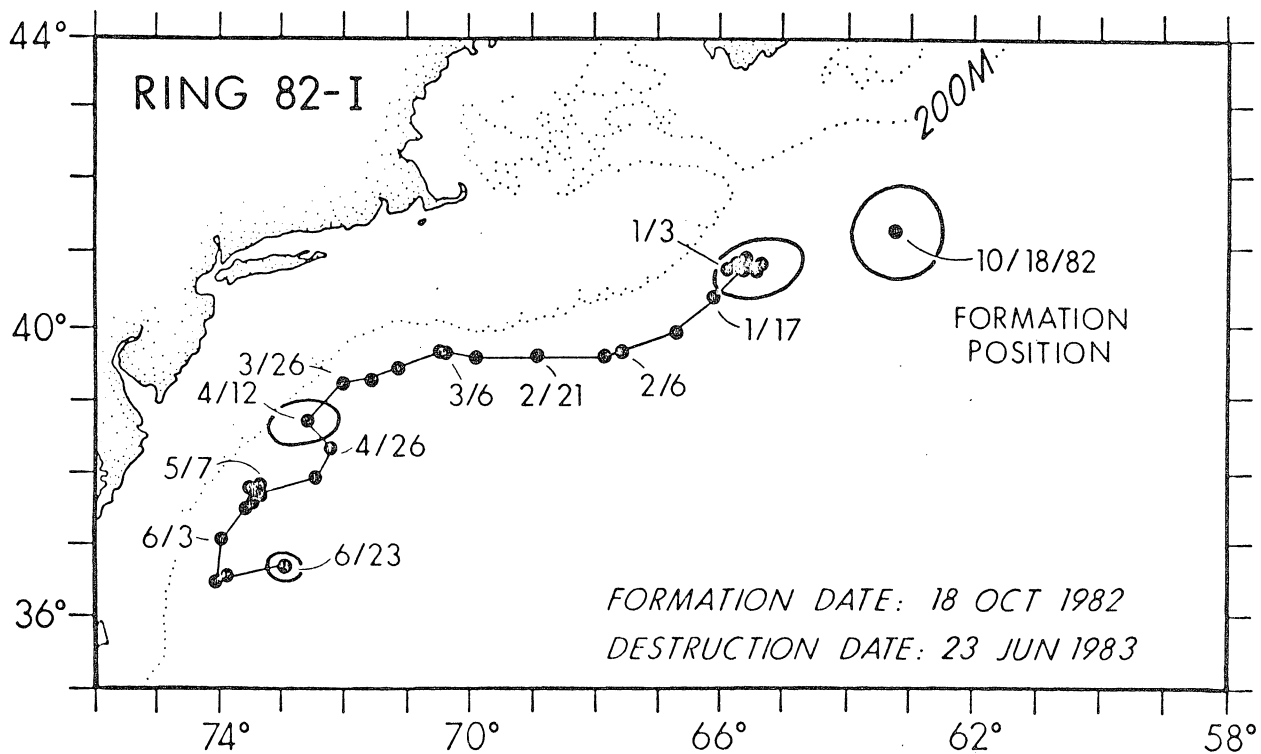 44°
RING 82-I
200M
1/3
10/18/82
1/17
FORMATION
POSITION
40°
3/26
4/12
3/6
2/21
2/6
4/26
5/7
6/3
6/23
36°
FORMATION DATE: 18 OCT 1982
DESTRUCTION DATE: 23 JUN 1983
74° 70° 66° 62° 58°